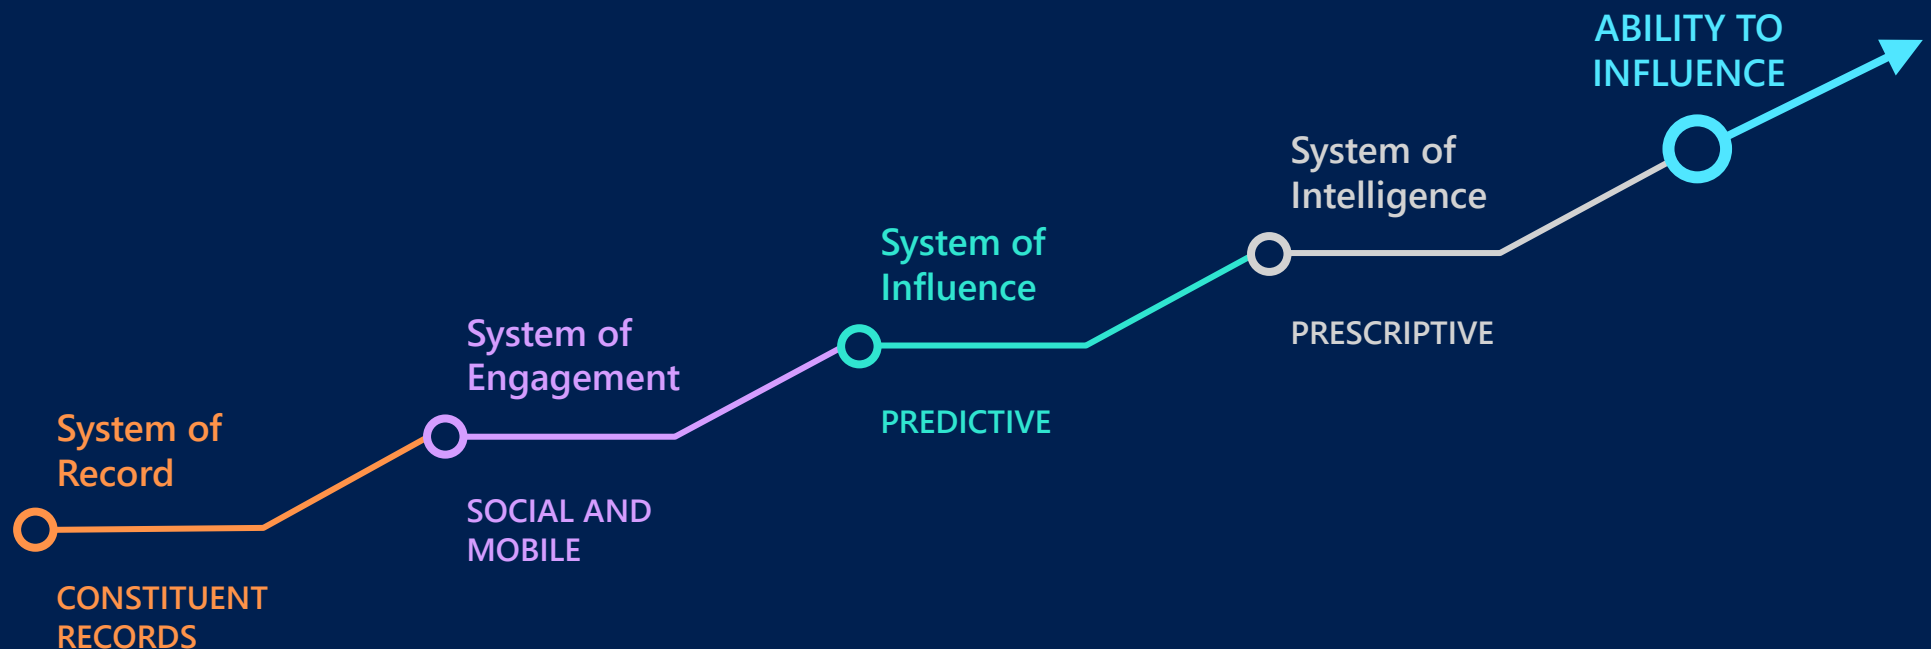 System of
Record
CONSTITUENT
RECORDS
System of
Engagement
SOCIAL AND
MOBILE
System of
Influence
PREDICTIVE
System of
Intelligence
PRESCRIPTIVE
ABILITY TO
INFLUENCE